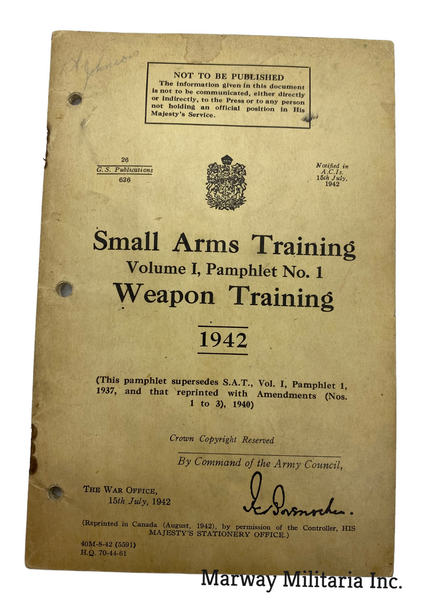 Johnson
NOT TO BE PUBLISHED
The information given in this document
is not to be communicated, either directly
or indirectly, to the Press or to any person
not holding an official position in His
Majesty's Service.
26
G.S. Publications
626
Notified in
A.C.Is.
15th July,
1942
Small Arms Training
Volume I, Pamphlet No. 1
Weapon Training
1942
(This pamphlet supersedes S.A.T., Vol. I, Pamphlet 1,
1937, and that reprinted with Amendments (Nos.
1 to 3), 1940)
Crown Copyright Reserved
By Command of the Army Council,
THE WAR OFFICE,
15th July, 1942
(Reprinted in Canada (August, 1942), by permission of the Controller, HIS
MAJESTY'S STATIONERY OFFICE.)
40M-8-42 (5591)
H.Q. 70-44-61
Marway Militaria Inc.